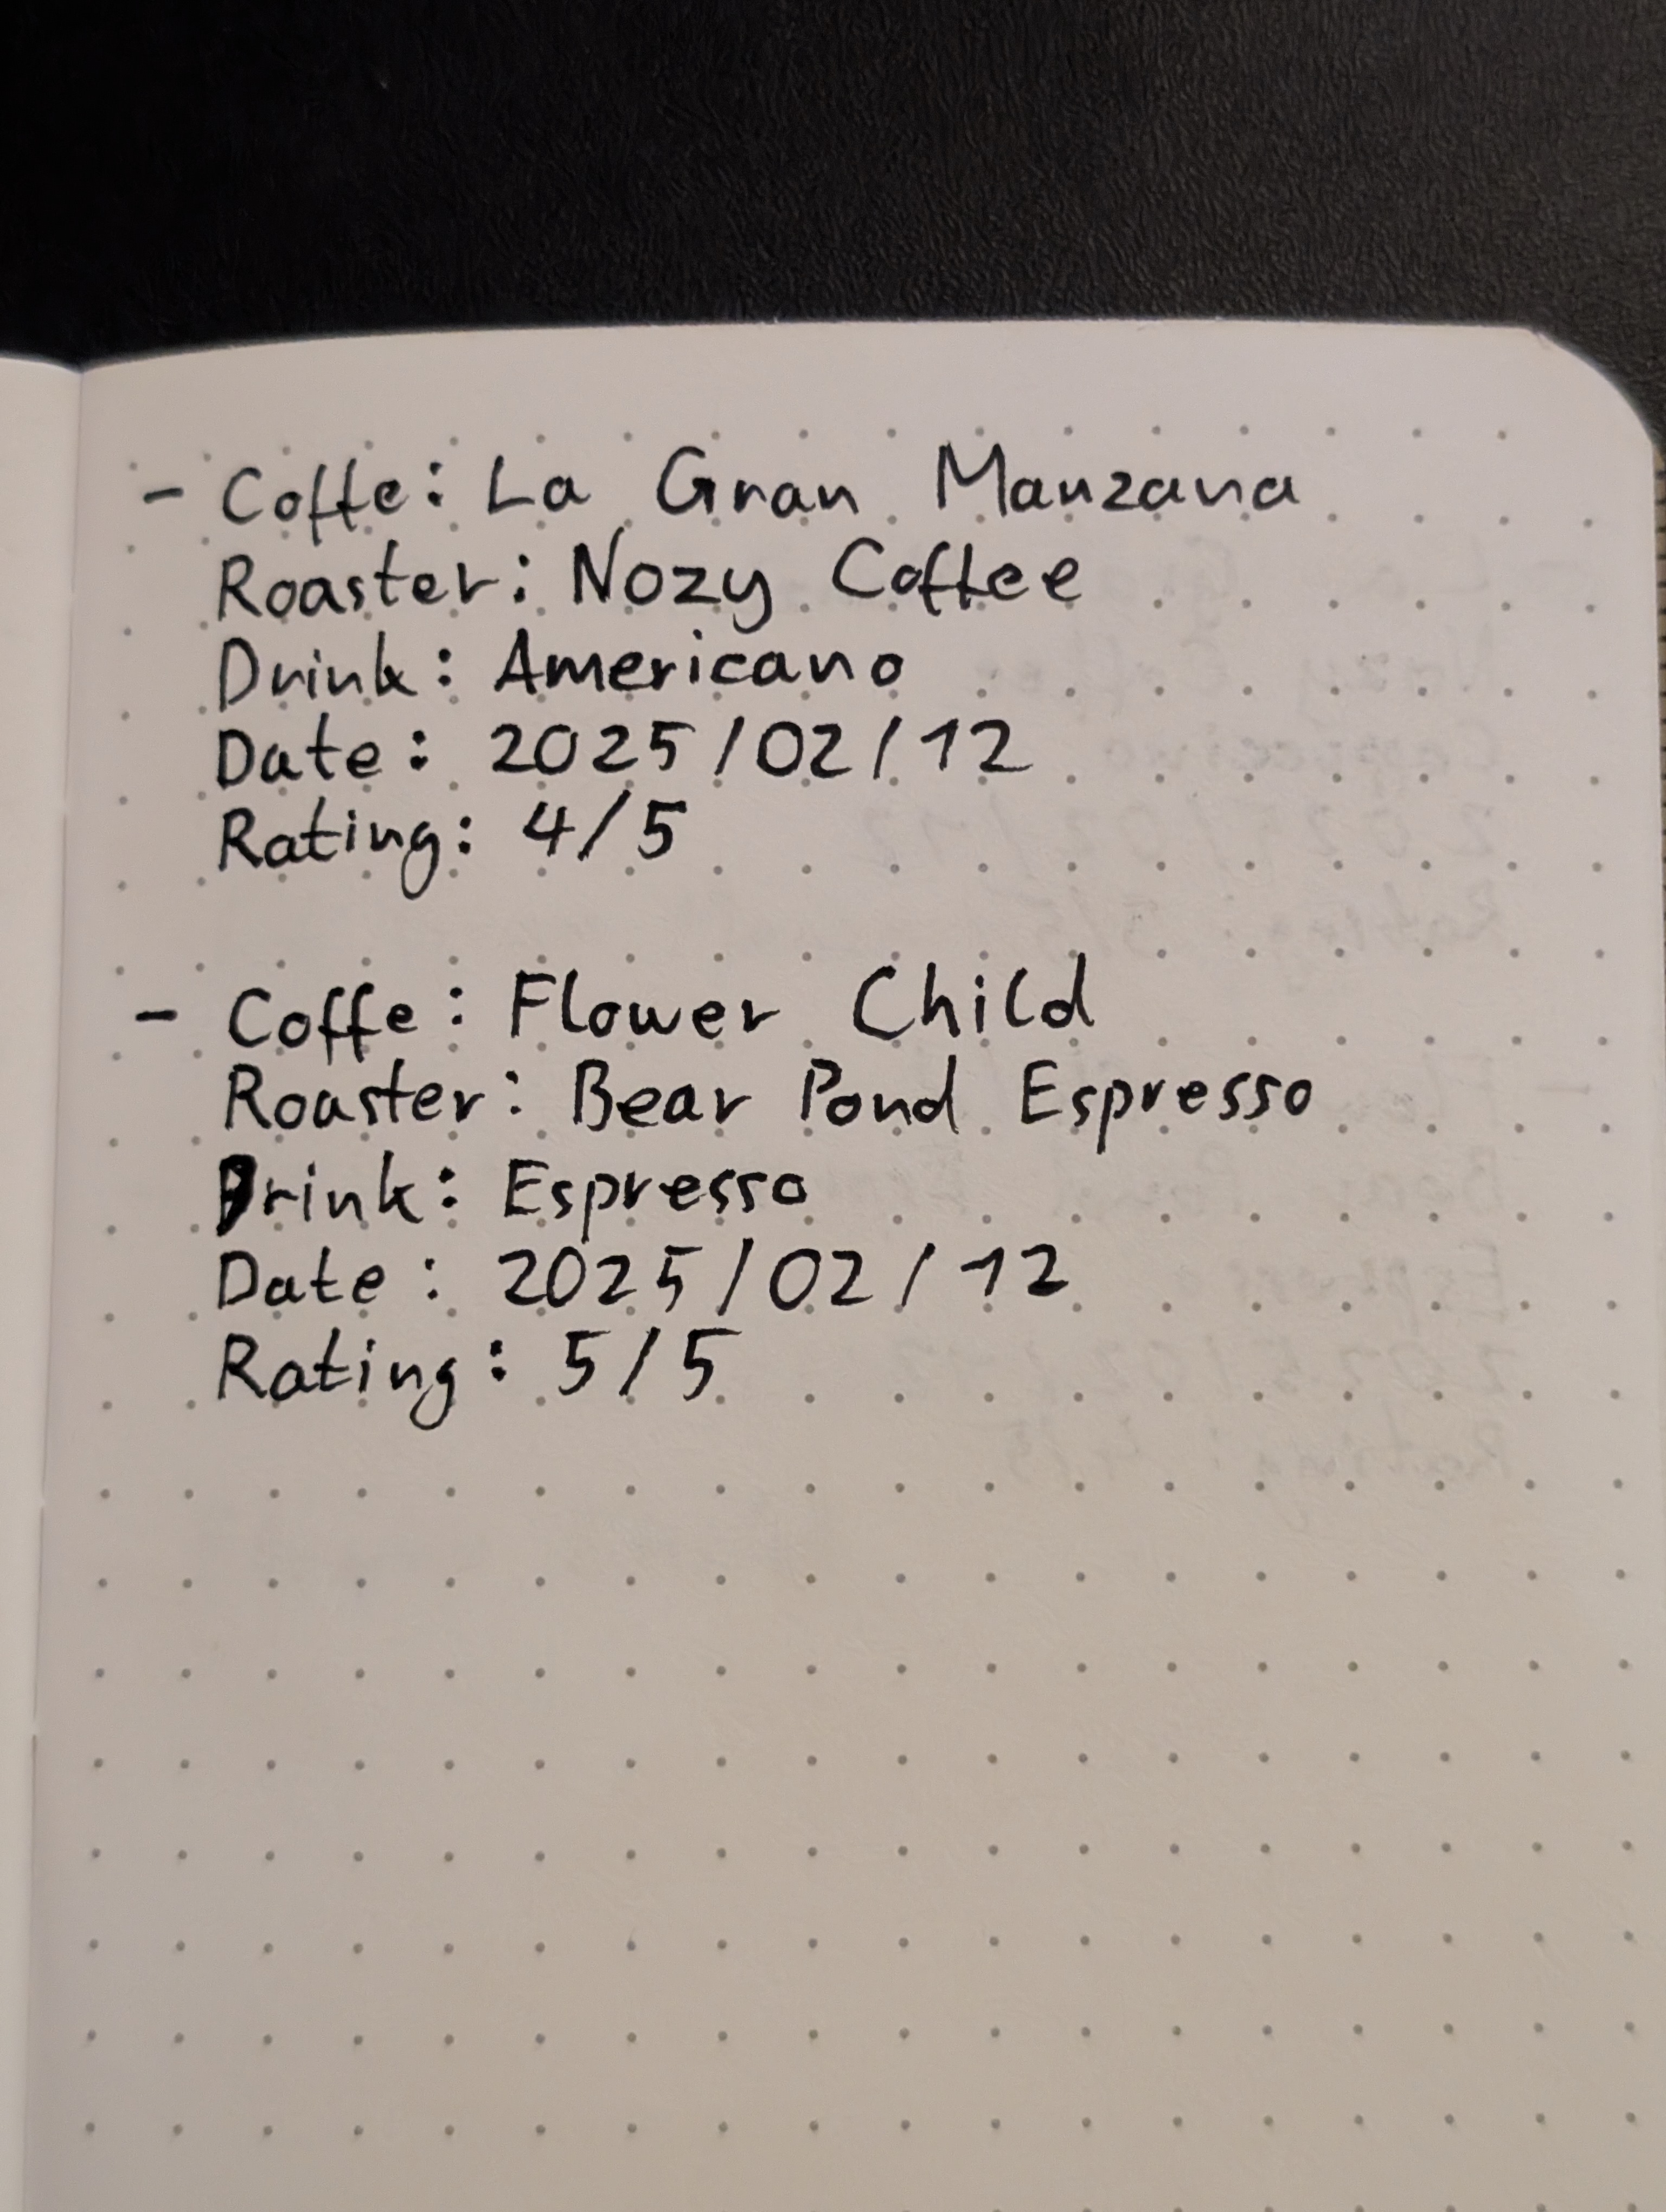 - Coffe: La Gran Manzana
Roaster: Nozy Coffee
Drink: Americano
Date: 2025/02/12
Rating: 4/5
- Coffe: Flower Child
Roaster: Bear Pond Espresso
Drink: Espresso
Date: 2025/02/12
Rating: 5/5